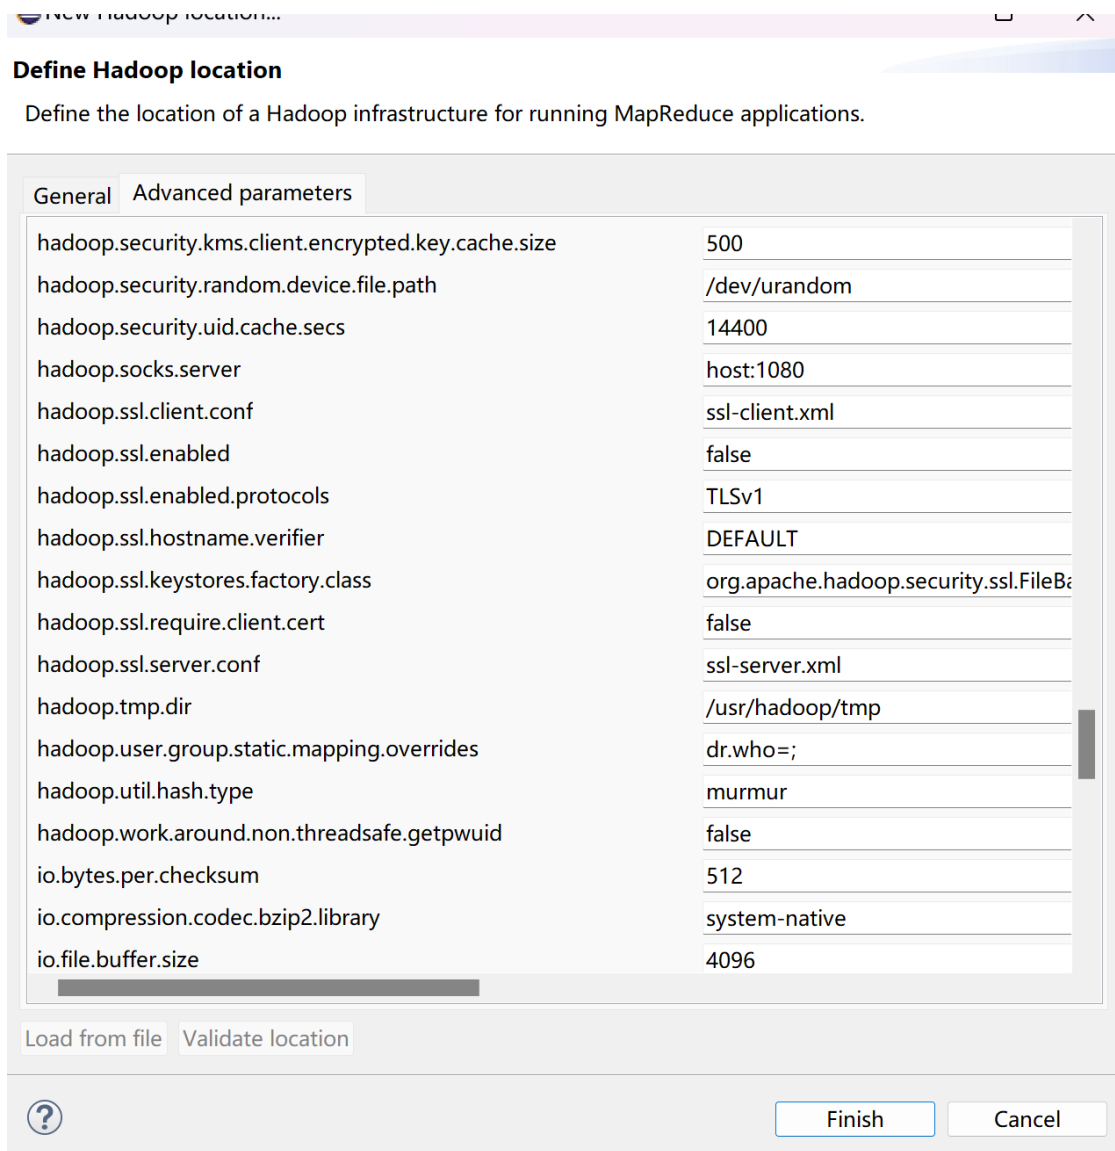 New Hadoop location...
Define Hadoop location
Define the location of a Hadoop infrastructure for running MapReduce applications.
General Advanced parameters
hadoop.security.kms.client.encrypted.key.cache.size 500
hadoop.security.random.device.file.path /dev/urandom
hadoop.security.uid.cache.secs 14400
hadoop.socks.server host:1080
hadoop.ssl.client.conf ssl-client.xml
hadoop.ssl.enabled false
hadoop.ssl.enabled.protocols TLSv1
hadoop.ssl.hostname.verifier DEFAULT
hadoop.ssl.keystores.factory.class org.apache.hadoop.security.ssl.FileBa
hadoop.ssl.require.client.cert false
hadoop.ssl.server.conf ssl-server.xml
hadoop.tmp.dir /usr/hadoop/tmp
hadoop.user.group.static.mapping.overrides dr.who=;
hadoop.util.hash.type murmur
hadoop.work.around.non.threadsafe.getpwuid false
io.bytes.per.checksum 512
io.compression.codec.bzip2.library system-native
io.file.buffer.size 4096
Load from file Validate location
Finish Cancel